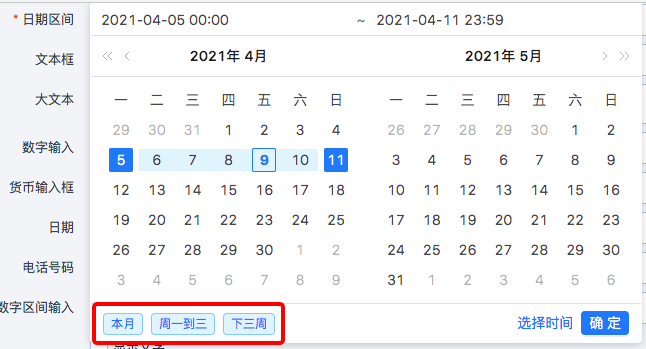 * 日期区间
2021-04-05 00:00 ~ 2021-04-11 23:59
文本框
大文本
数字输入
货币输入框
日期
电话号码
数字区间输入
« ‹ 2021年 4月
一 二 三 四 五 六 日
29 30 31 1 2 3 4
5 6 7 8 9 10 11
12 13 14 15 16 17 18
19 20 21 22 23 24 25
26 27 28 29 30 1 2
3 4 5 6 7 8 9
2021年 5月 › »
一 二 三 四 五 六 日
26 27 28 29 30 1 2
3 4 5 6 7 8 9
10 11 12 13 14 15 16
17 18 19 20 21 22 23
24 25 26 27 28 29 30
31 1 2 3 4 5 6
本月 周一到三 下三周
选择时间 确 定